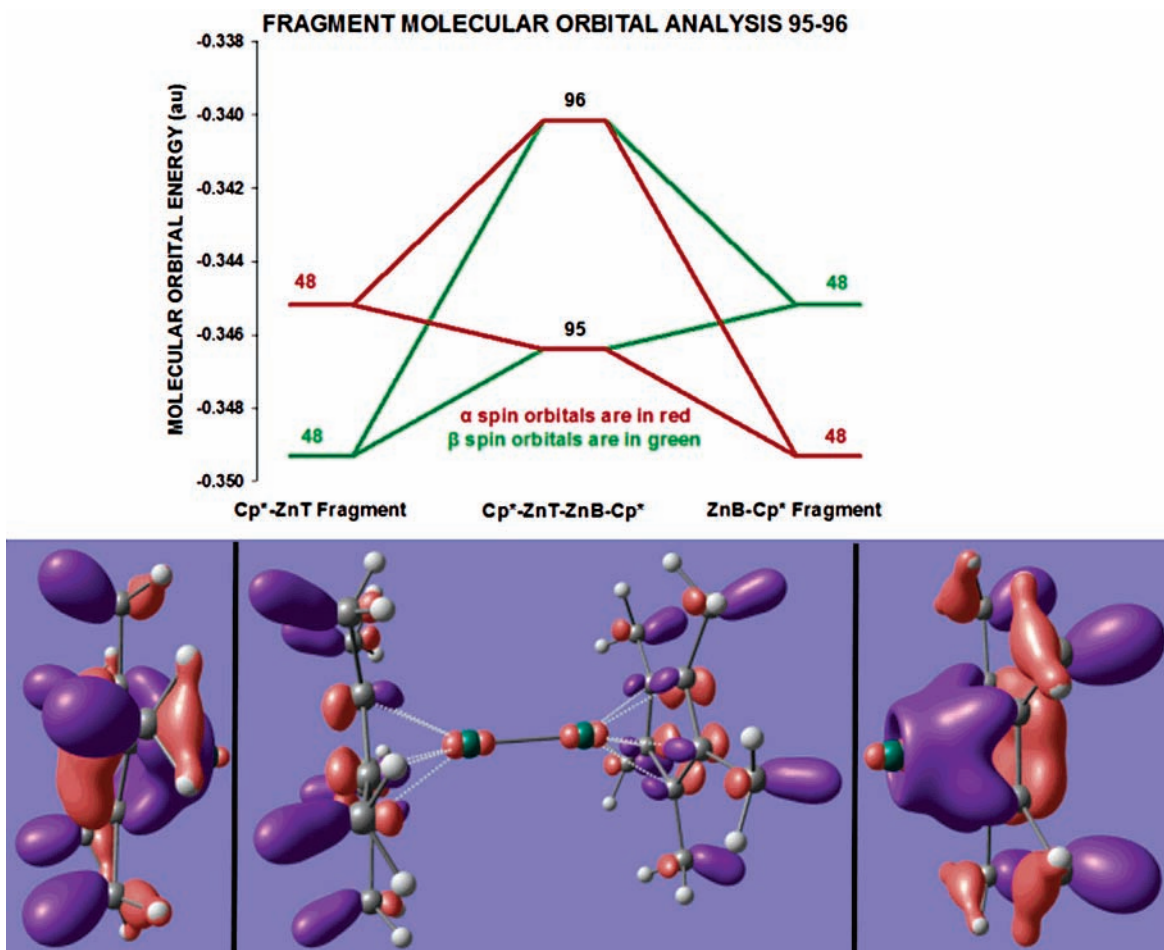 FRAGMENT MOLECULAR ORBITAL ANALYSIS 95-96
MOLECULAR ORBITAL ENERGY (au)
-0.338
-0.340
-0.342
-0.344
-0.346
-0.348
-0.350
96
48
48
95
α spin orbitals are in red
β spin orbitals are in green
48
48
Cp*-ZnT Fragment
Cp*-ZnT-ZnB-Cp*
ZnB-Cp* Fragment